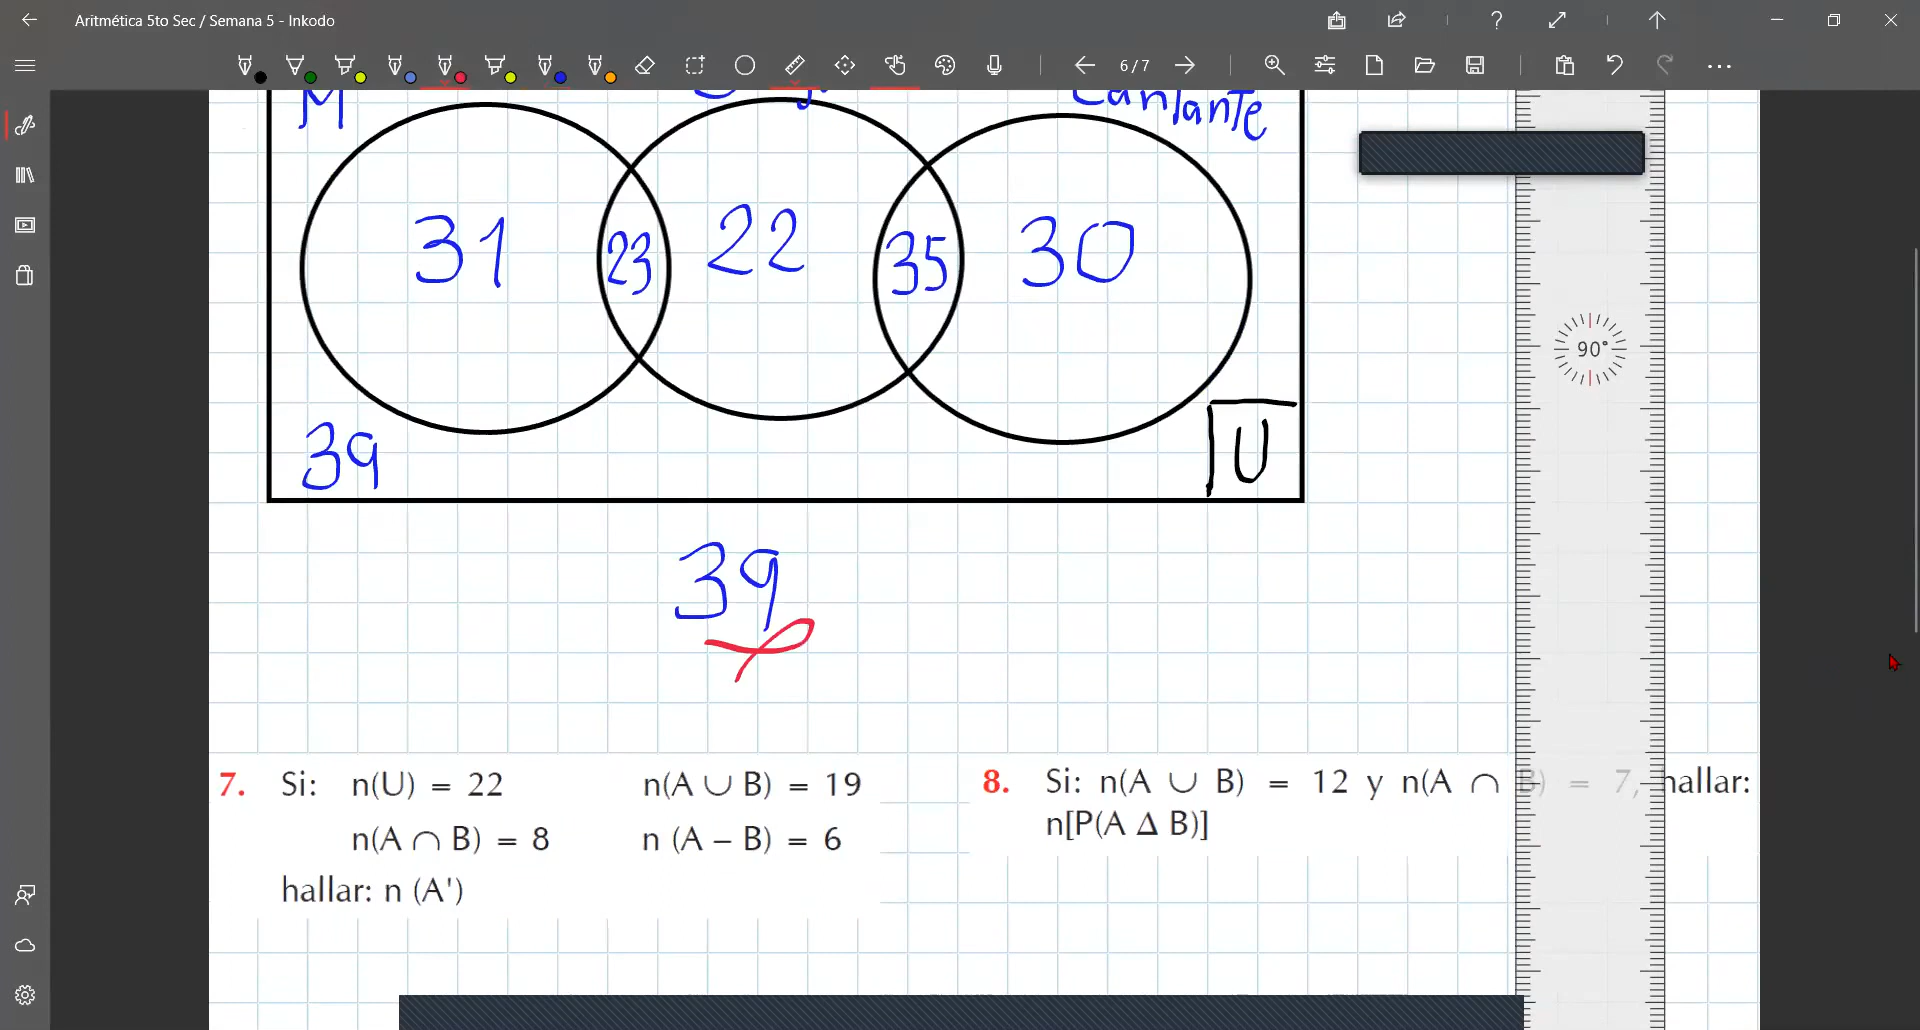 Aritmética 5to Sec / Semana 5 - Inkodo
6 / 7
M
Cantante
31
23
22
35
30
39
U
90°
39
7. Si: n(U) = 22 n(A ∪ B) = 19
n(A ∩ B) = 8 n (A – B) = 6
hallar: n (A')
8. Si: n(A ∪ B) = 12 y n(A ∩ B) = 7, hallar:
n[P(A Δ B)]